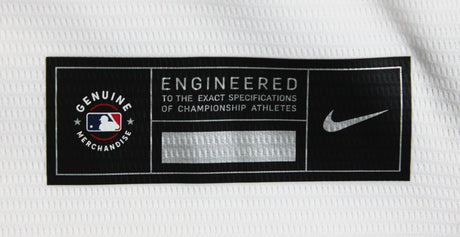 GENUINE
MERCHANDISE
ENGINEERED
TO THE EXACT SPECIFICATIONS
OF CHAMPIONSHIP ATHLETES